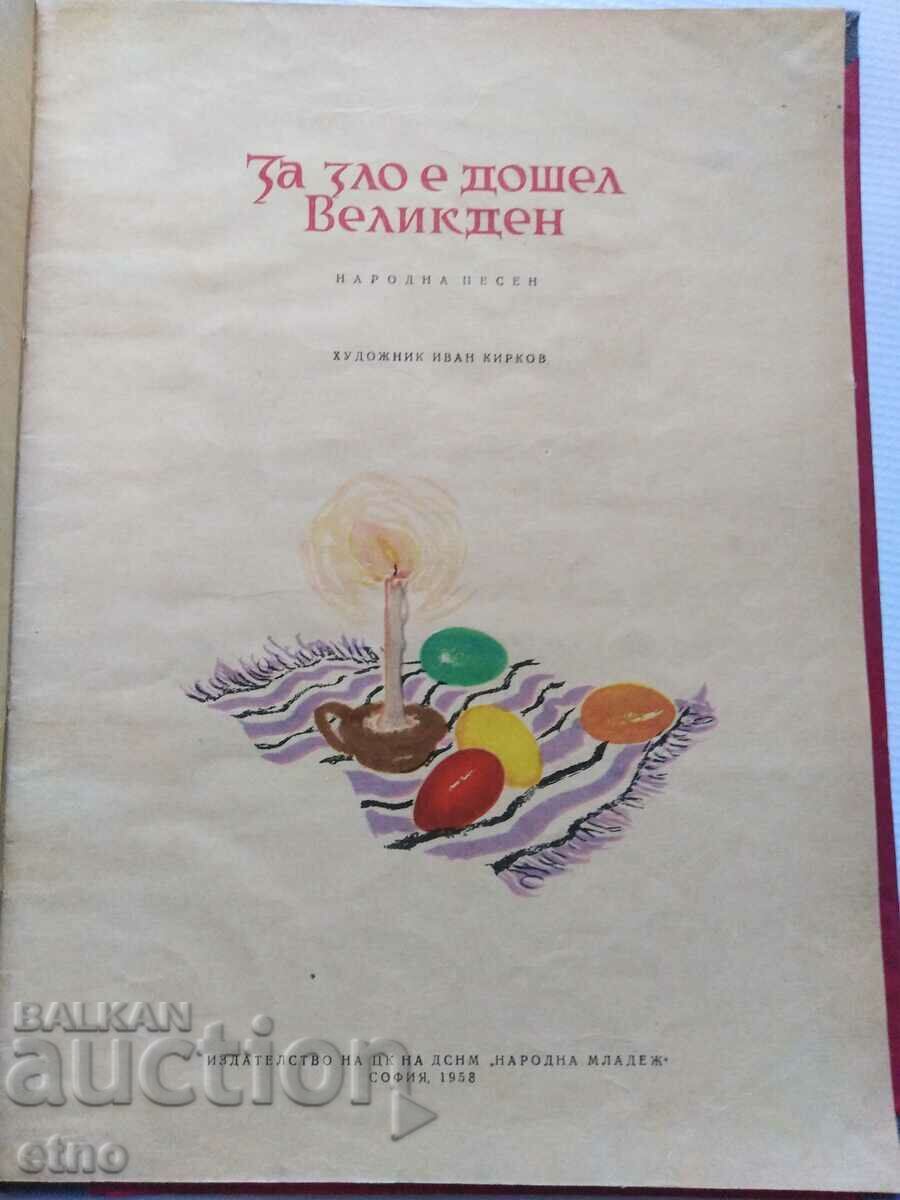 За зло е дошел
Великден
НАРОДНА ПЕСЕН
ХУДОЖНИК ИВАН КИРКОВ
ИЗДАТЕЛСТВО НА ЦК НА ДСНМ „НАРОДНА МЛАДЕЖ“
СОФИЯ, 1958
BALKAN
auction
etno